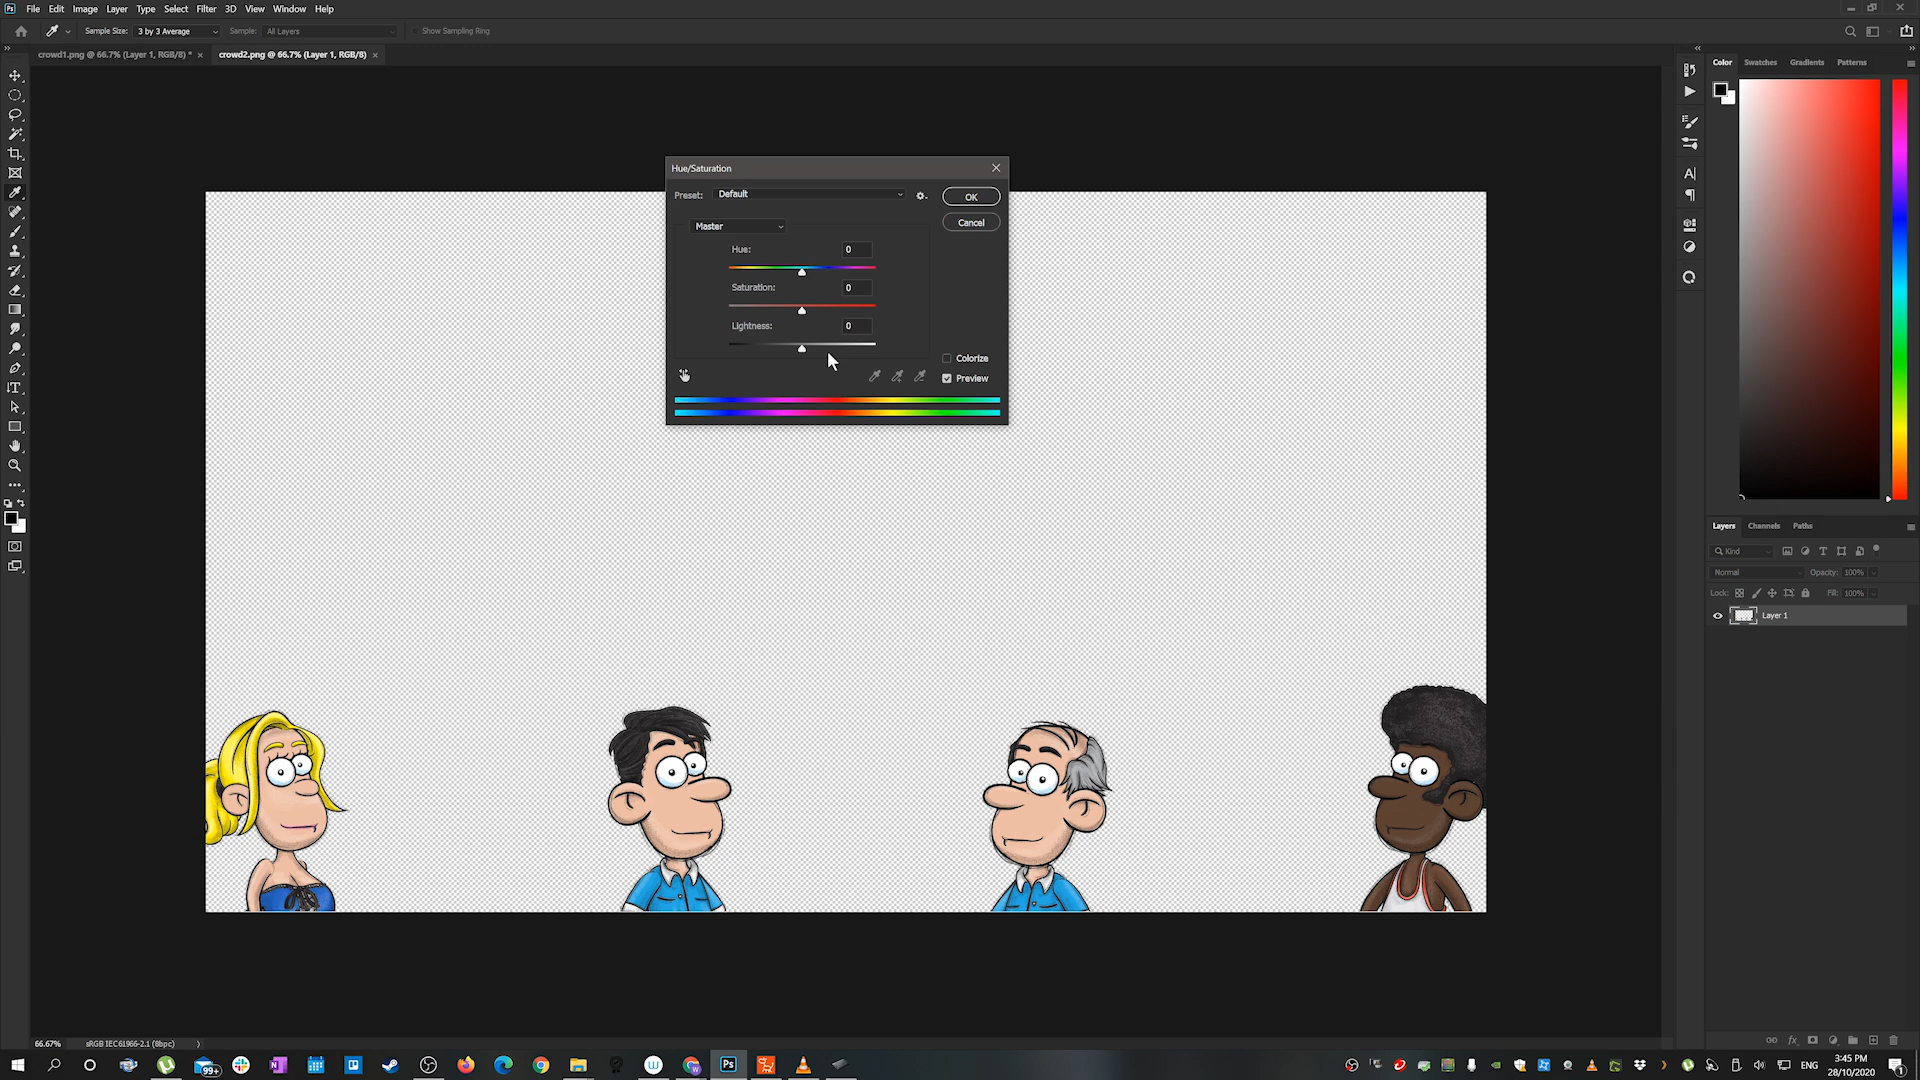 Ps File Edit Image Layer Type Select Filter 3D View Window Help
Sample Size: 3 by 3 Average Sample: All Layers Show Sampling Ring
crowd1.png @ 66.7% (Layer 1, RGB/8) * × crowd2.png @ 66.7% (Layer 1, RGB/8) ×
Color Swatches Gradients Patterns
Hue/Saturation
Preset: Default
OK
Master
Cancel
Hue: 0
Saturation: 0
Lightness: 0
Colorize
Preview
Layers Channels Paths
Kind
Normal Opacity: 100%
Lock: Fill: 100%
Layer 1
66.67% sRGB IEC61966-2.1 (8bpc)
99+
Ps
ENG
3:45 PM
28/10/2020